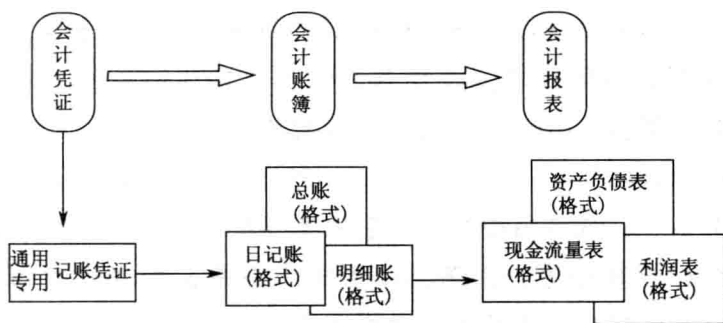 会计凭证
会计账簿
会计报表
通用
专用
记账凭证
总账
(格式)
日记账
(格式)
明细账
(格式)
资产负债表
(格式)
现金流量表
(格式)
利润表
(格式)